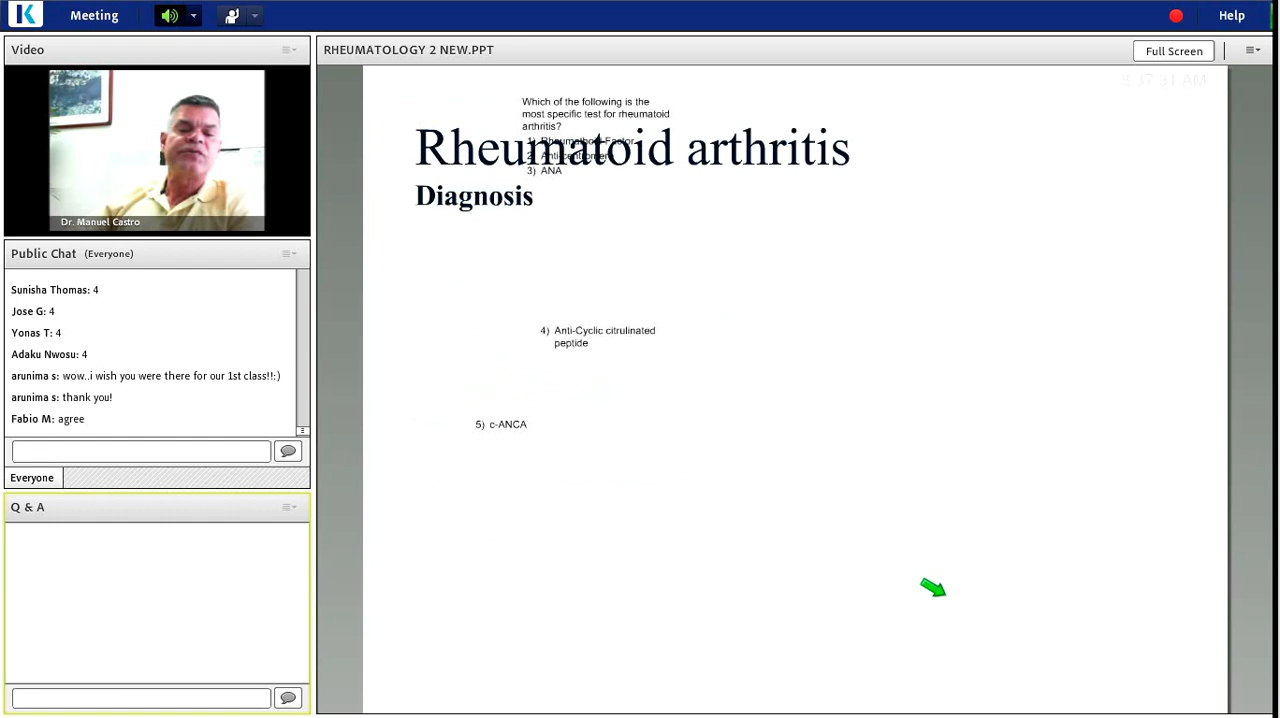 K Meeting Help
Video
Dr. Manuel Castro
Public Chat (Everyone)
Sunisha Thomas: 4
Jose G: 4
Yonas T: 4
Adaku Nwosu: 4
arunima s: wow..i wish you were there for our 1st class!!:)
arunima s: thank you!
Fabio M: agree
Everyone
Q & A
RHEUMATOLOGY 2 NEW.PPT
Full Screen
Which of the following is the
most specific test for rheumatoid
arthritis?
1)
2)
3) ANA
Rheumatoid arthritis
Diagnosis
4) Anti-Cyclic citrulinated
peptide
5) c-ANCA